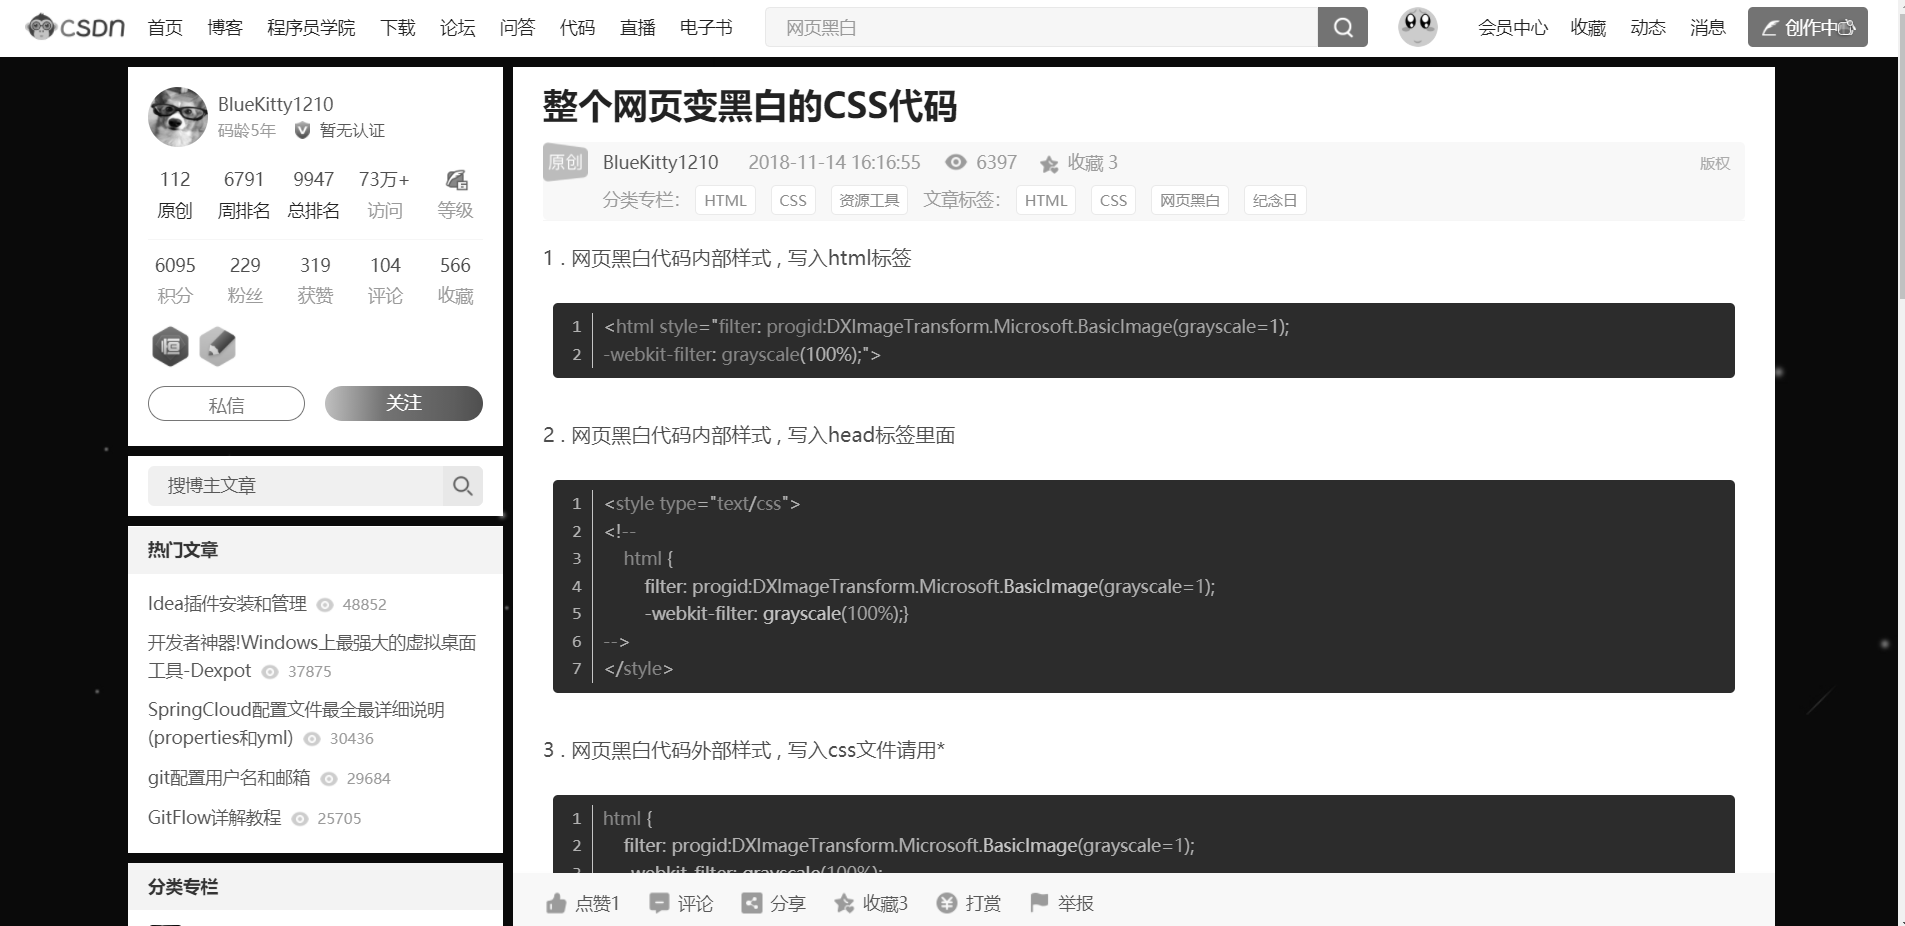 CSDN 首页 博客 程序员学院 下载 论坛 问答 代码 直播 电子书 网页黑白 会员中心 收藏 动态 消息 创作中心
BlueKitty1210
码龄5年 暂无认证
112 6791 9947 73万+
原创 周排名 总排名 访问 等级
6095 229 319 104 566
积分 粉丝 获赞 评论 收藏
恒
私信 关注
搜博主文章
热门文章
Idea插件安装和管理 48852
开发者神器!Windows上最强大的虚拟桌面
工具-Dexpot 37875
SpringCloud配置文件最全最详细说明
(properties和yml) 30436
git配置用户名和邮箱 29684
GitFlow详解教程 25705
分类专栏
整个网页变黑白的CSS代码
原创 BlueKitty1210 2018-11-14 16:16:55 6397 收藏 3 版权
分类专栏： HTML CSS 资源工具 文章标签： HTML CSS 网页黑白 纪念日
1 . 网页黑白代码内部样式 , 写入html标签
1 <html style="filter: progid:DXImageTransform.Microsoft.BasicImage(grayscale=1);
2 -webkit-filter: grayscale(100%);">
2 . 网页黑白代码内部样式 , 写入head标签里面
1 <style type="text/css">
2 <!--
3 html {
4 filter: progid:DXImageTransform.Microsoft.BasicImage(grayscale=1);
5 -webkit-filter: grayscale(100%);}
6 -->
7 </style>
3 . 网页黑白代码外部样式 , 写入css文件请用*
1 html {
2 filter: progid:DXImageTransform.Microsoft.BasicImage(grayscale=1);
3 -webkit-filter: grayscale(100%);
点赞1 评论 分享 收藏3 打赏 举报